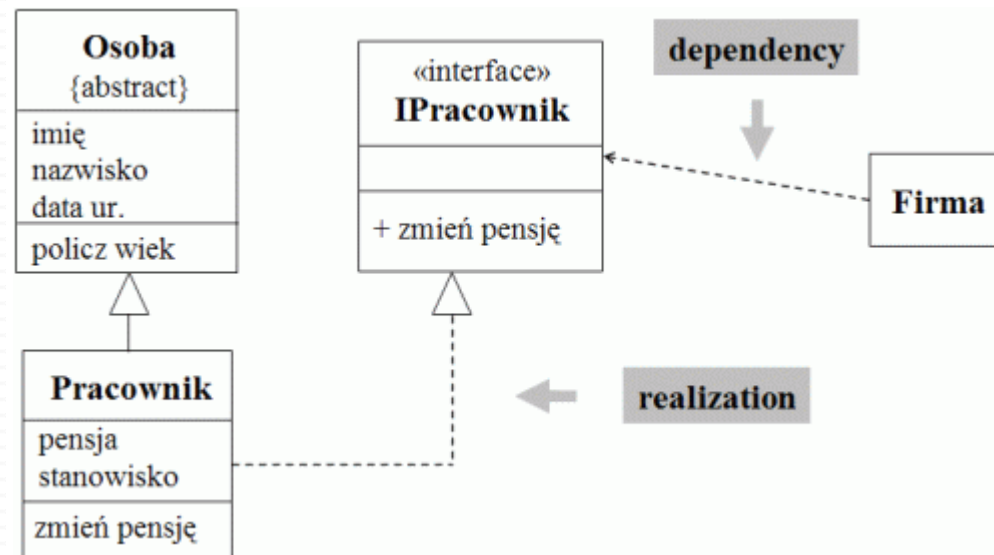 Osoba
{abstract}
imię
nazwisko
data ur.
policz wiek
«interface»
IPracownik
+ zmień pensję
dependency
Firma
Pracownik
pensja
stanowisko
zmień pensję
realization